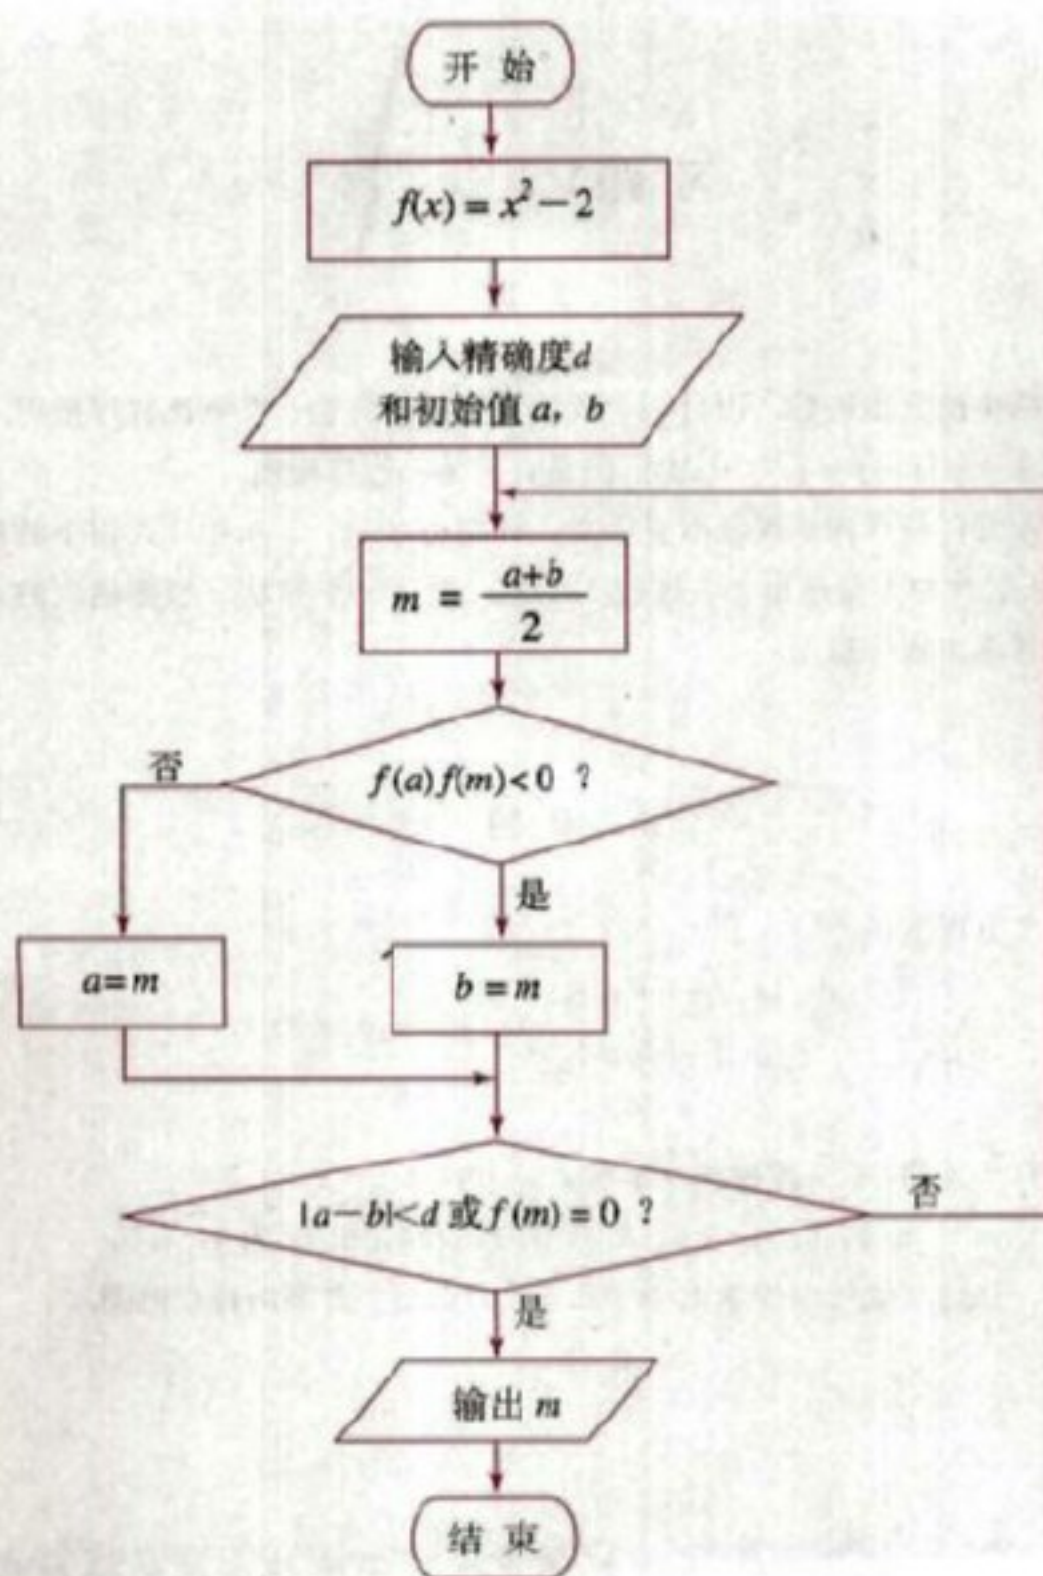 开 始
f(x) = x²－2
输入精确度d
和初始值 a，b
m = \frac{a+b}{2}
否
f(a)f(m)<0 ？
是
a=m
b=m
|a－b|<d 或 f(m)=0 ？
否
是
输出 m
结 束